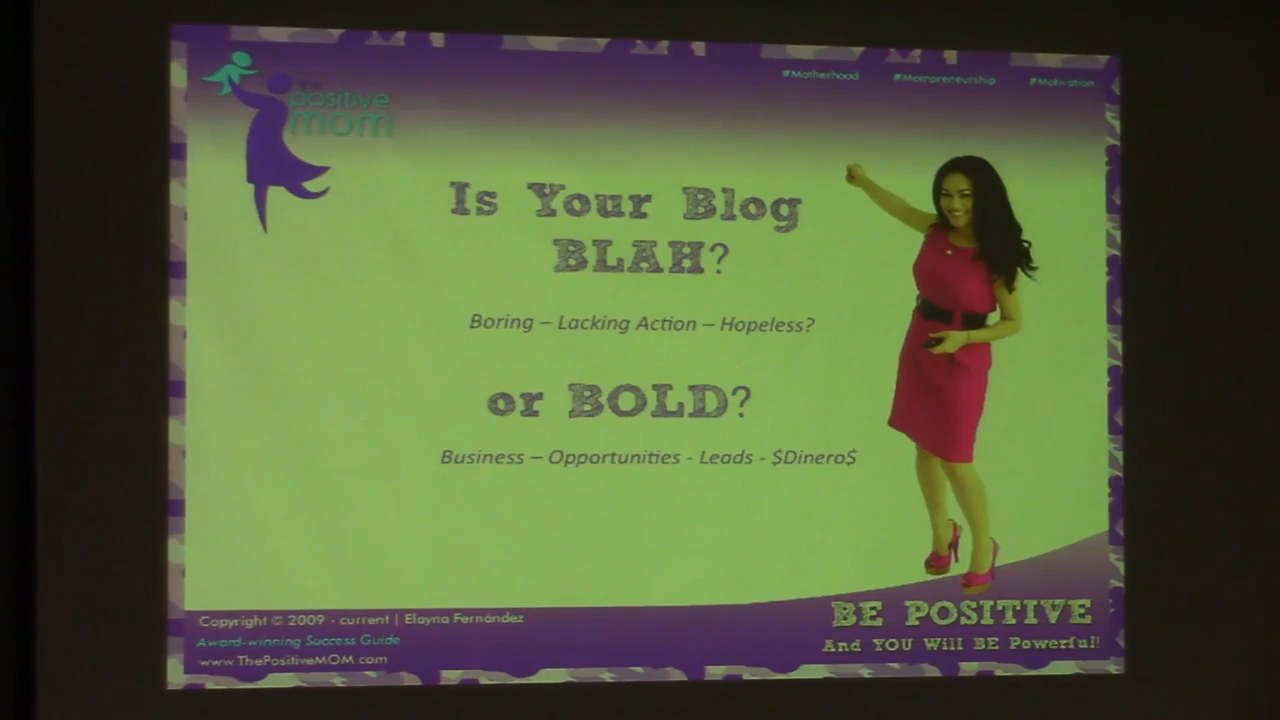 #Motherhood #Mompreneurship #Motivation
positive
mom
Is Your Blog
BLAH?
Boring – Lacking Action – Hopeless?
or BOLD?
Business – Opportunities - Leads - $Dinero$
BE POSITIVE
And YOU Will BE Powerful!
Copyright © 2009 - current | Elayna Fernández
Award-winning Success Guide
www.ThePositiveMOM.com